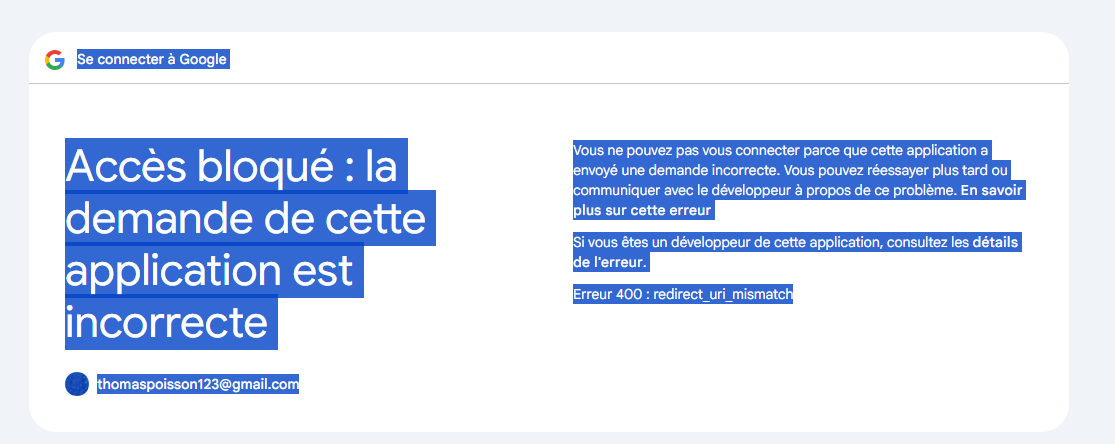 Se connecter à Google
Accès bloqué : la
demande de cette
application est
incorrecte
thomaspoisson123@gmail.com
Vous ne pouvez pas vous connecter parce que cette application a
envoyé une demande incorrecte. Vous pouvez réessayer plus tard ou
communiquer avec le développeur à propos de ce problème. En savoir
plus sur cette erreur
Si vous êtes un développeur de cette application, consultez les détails
de l'erreur.
Erreur 400 : redirect_uri_mismatch